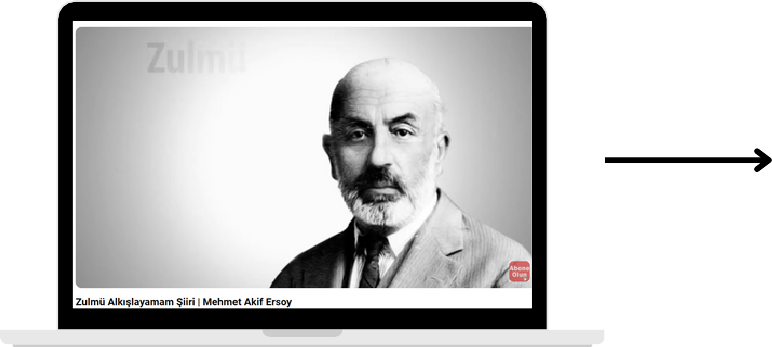 Zulmü
Abone
Olun
Zulmü Alkışlayamam Şiiri | Mehmet Akif Ersoy